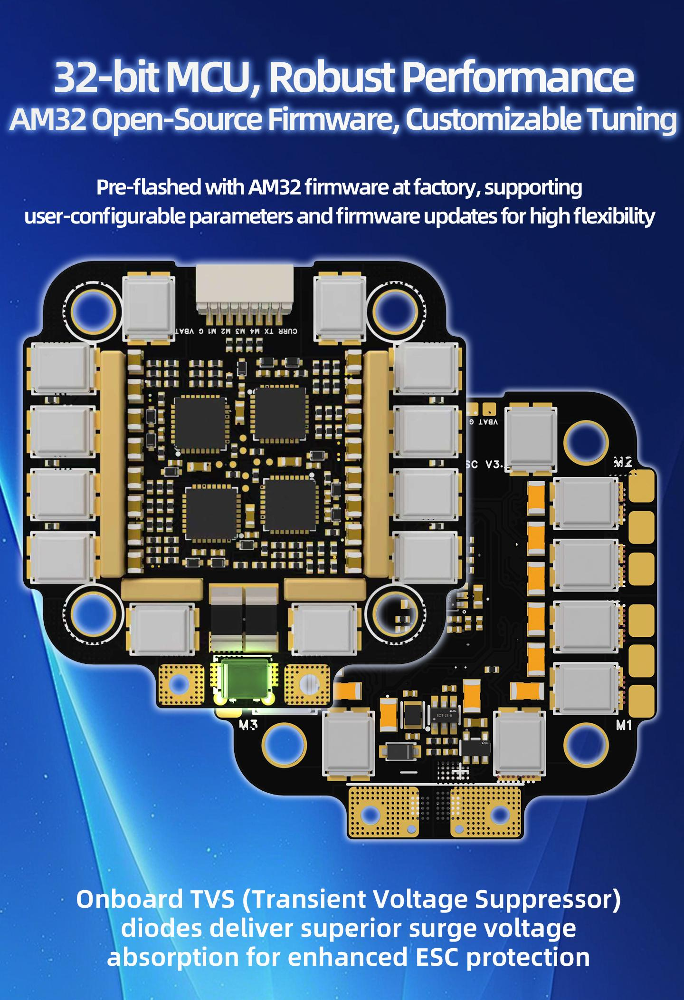 32-bit MCU, Robust Performance
AM32 Open-Source Firmware, Customizable Tuning
Pre-flashed with AM32 firmware at factory, supporting
user-configurable parameters and firmware updates for high flexibility
CURR TX M4 M3 M2 M1 G VBAT
G VBAT
SC V3.
M2
M3
M1
SOT-23-6
Onboard TVS (Transient Voltage Suppressor)
diodes deliver superior surge voltage
absorption for enhanced ESC protection